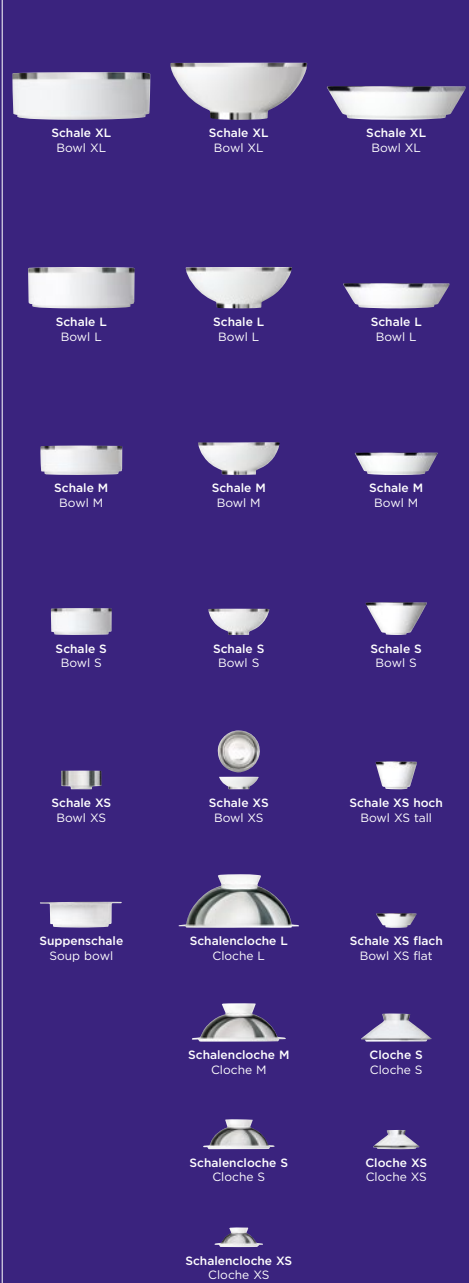 Schale XL
Bowl XL
Schale XL
Bowl XL
Schale XL
Bowl XL
Schale L
Bowl L
Schale L
Bowl L
Schale L
Bowl L
Schale M
Bowl M
Schale M
Bowl M
Schale M
Bowl M
Schale S
Bowl S
Schale S
Bowl S
Schale S
Bowl S
Schale XS
Bowl XS
Schale XS
Bowl XS
Schale XS hoch
Bowl XS tall
Suppenschale
Soup bowl
Schalencloche L
Cloche L
Schale XS flach
Bowl XS flat
Schalencloche M
Cloche M
Cloche S
Cloche S
Schalencloche S
Cloche S
Cloche XS
Cloche XS
Schalencloche XS
Cloche XS